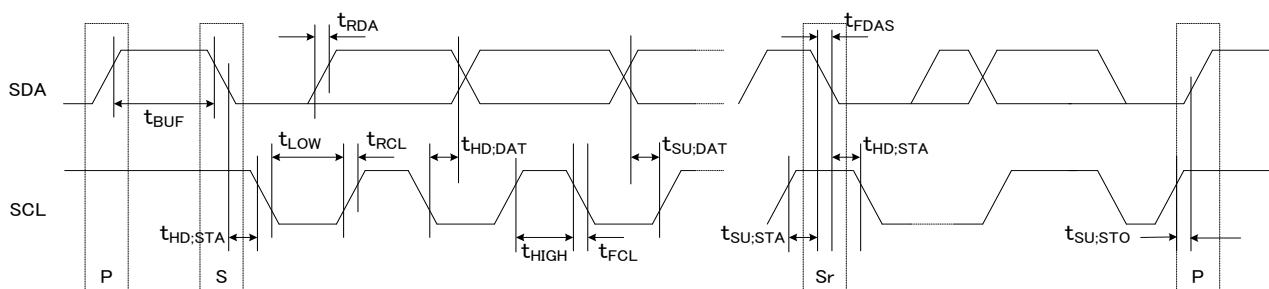 tRDA
tFDAS
SDA
tBUF
tLOW
tRCL
tHD;DAT
tSU;DAT
tHD;STA
SCL
tHD;STA
tHIGH
tFCL
tSU;STA
tSU;STO
P
S
Sr
P